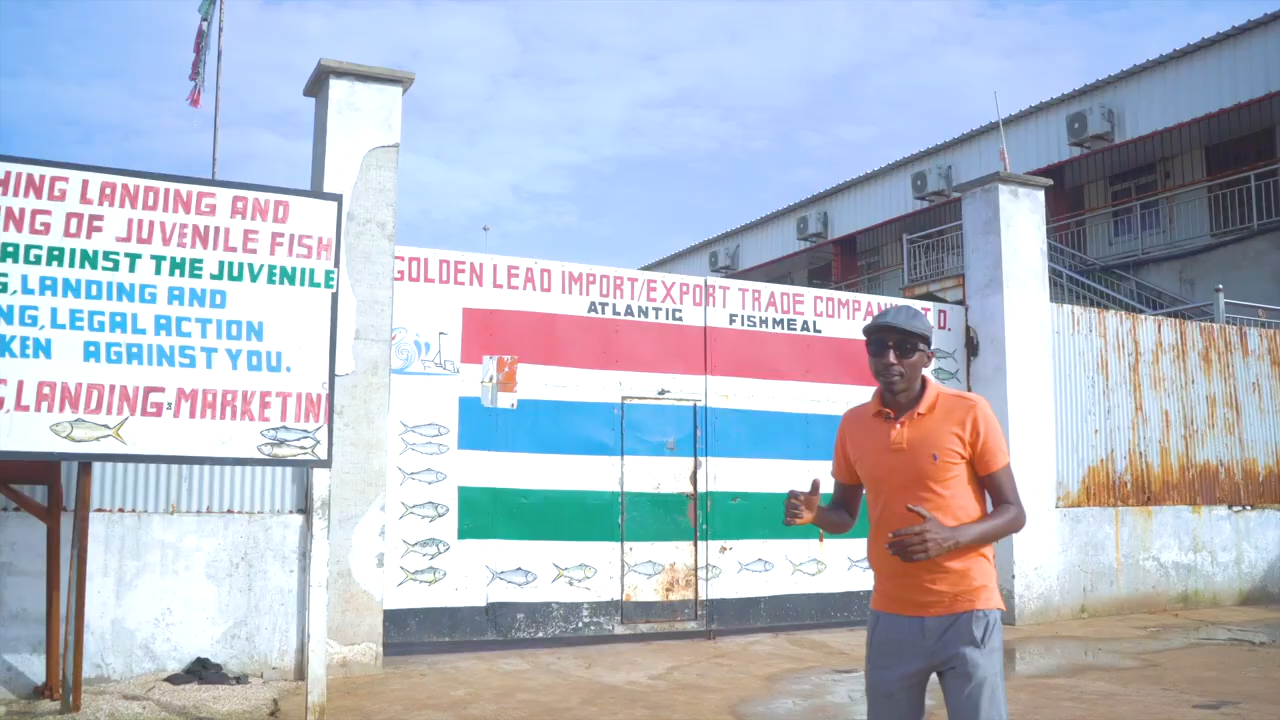 HING LANDING AND
NG OF JUVENILE FISH
AGAINST THE JUVENILE
G, LANDING AND
NG, LEGAL ACTION
KEN AGAINST YOU.
G, LANDING & MARKETIN
GOLDEN LEAD IMPORT/EXPORT TRADE COMPANY LTD.
ATLANTIC FISHMEAL